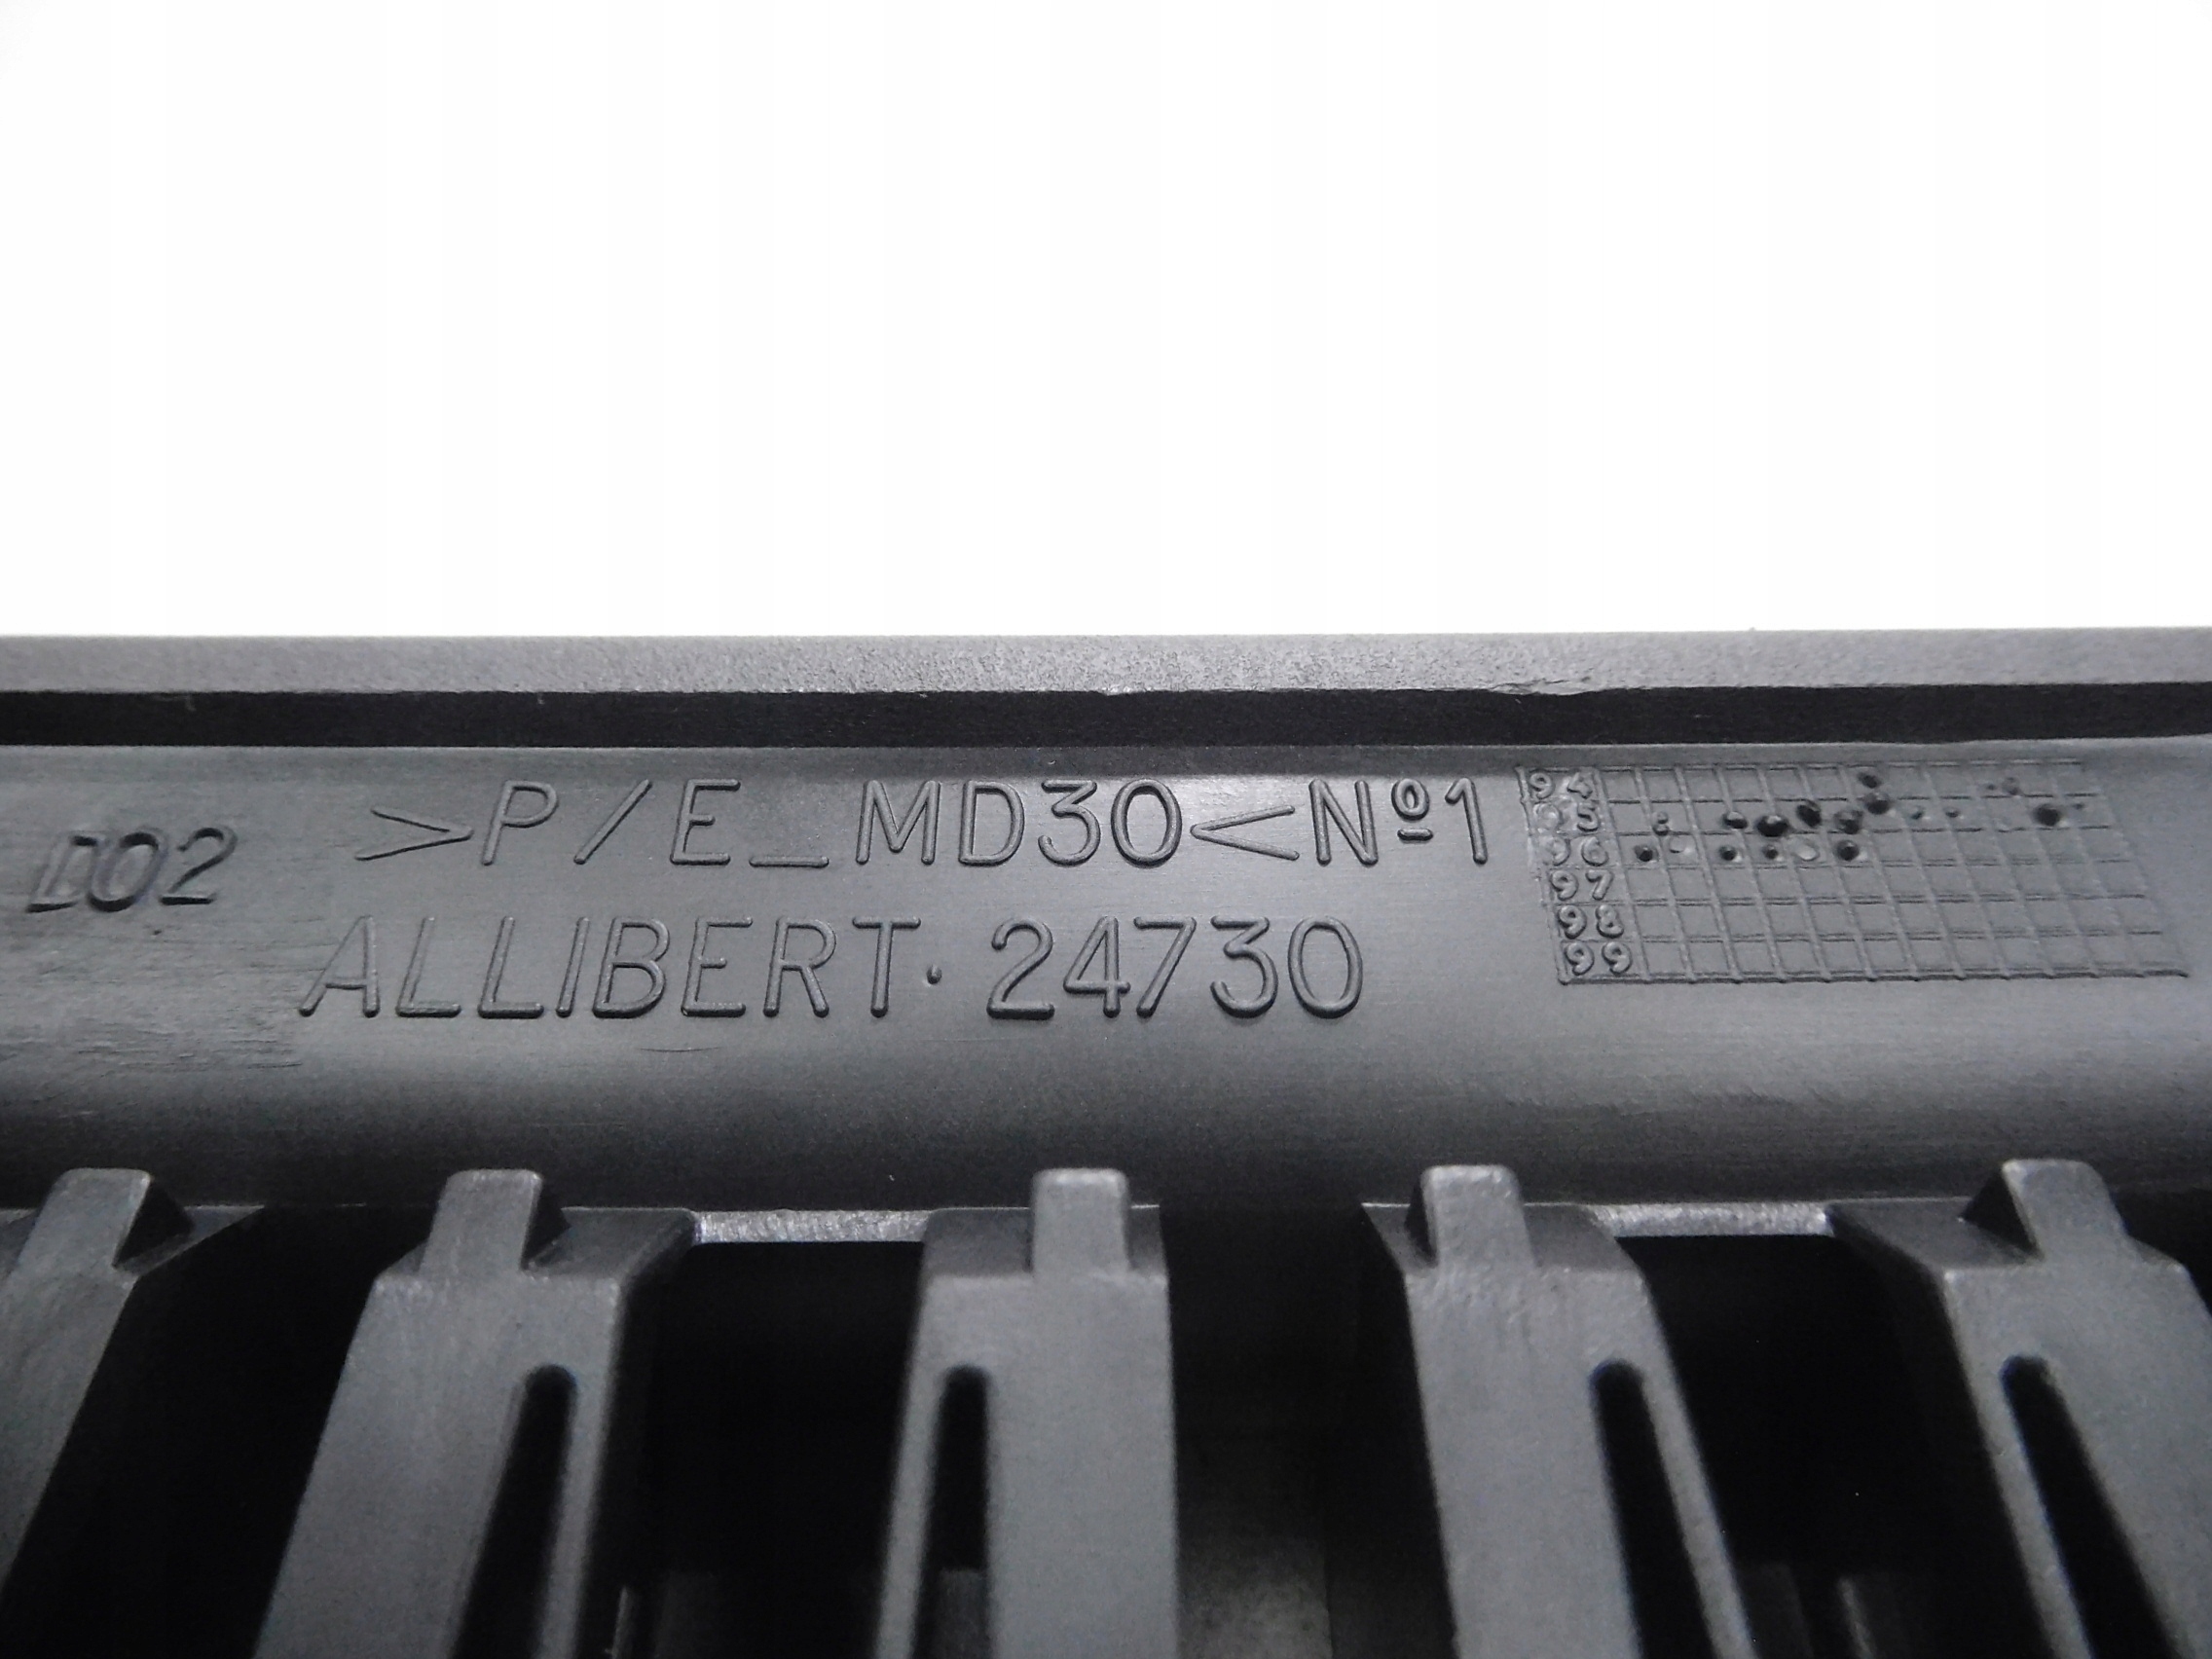 D02
>P/E_MD30<Nº1
ALLIBERT·24730
94
95
96
97
98
99